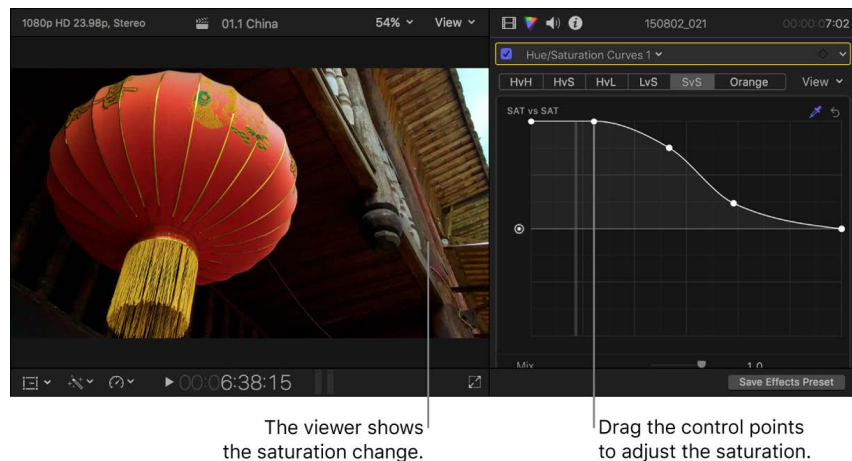 1080p HD 23.98p, Stereo
01.1 China
54%
View
150802_021
00:00:07:02
Hue/Saturation Curves 1
HvH
HvS
HvL
LvS
SvS
Orange
View
SAT vs SAT
Mix
1.0
00:06:38:15
Save Effects Preset
The viewer shows
the saturation change.
Drag the control points
to adjust the saturation.